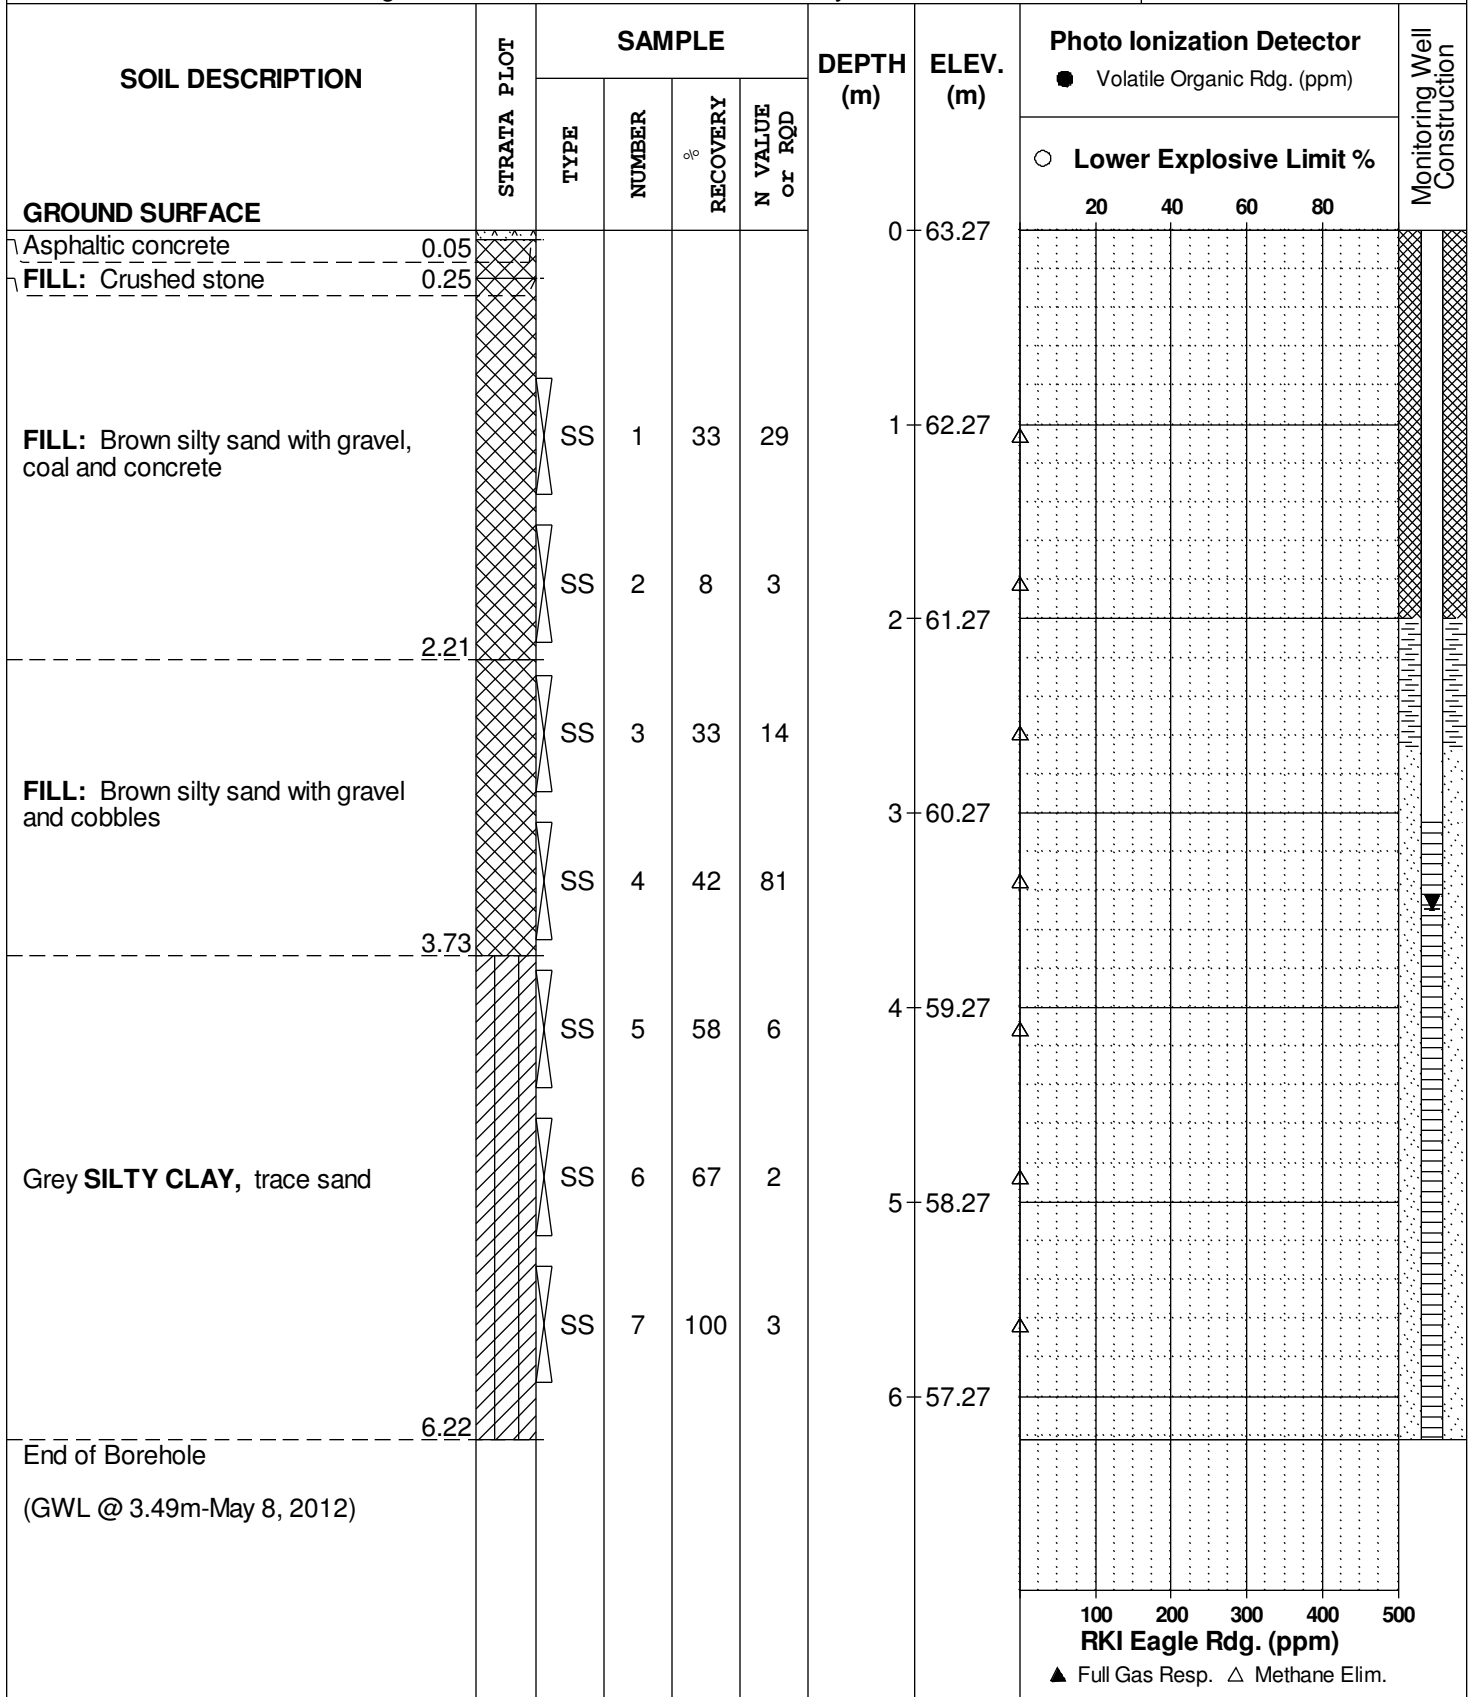 SOIL DESCRIPTION
GROUND SURFACE
STRATA PLOT
SAMPLE
TYPE
NUMBER
%
RECOVERY
N VALUE
or RQD
DEPTH
(m)
ELEV.
(m)
Photo Ionization Detector
● Volatile Organic Rdg. (ppm)
○ Lower Explosive Limit %
20 40 60 80
Monitoring Well
Construction
0 63.27
Asphaltic concrete 0.05
FILL: Crushed stone 0.25
1 62.27
FILL: Brown silty sand with gravel,
coal and concrete
SS 1 33 29
SS 2 8 3
2 61.27
2.21
SS 3 33 14
FILL: Brown silty sand with gravel
and cobbles
3 60.27
SS 4 42 81
3.73
4 59.27
SS 5 58 6
Grey SILTY CLAY, trace sand
SS 6 67 2
5 58.27
SS 7 100 3
6 57.27
6.22
End of Borehole
(GWL @ 3.49m-May 8, 2012)
100 200 300 400 500
RKI Eagle Rdg. (ppm)
▲ Full Gas Resp. △ Methane Elim.